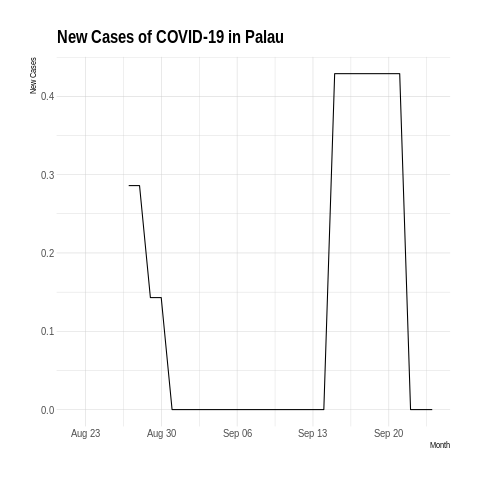 New Cases of COVID-19 in Palau
New Cases
0.4
0.3
0.2
0.1
0.0
Aug 23 Aug 30 Sep 06 Sep 13 Sep 20
Month